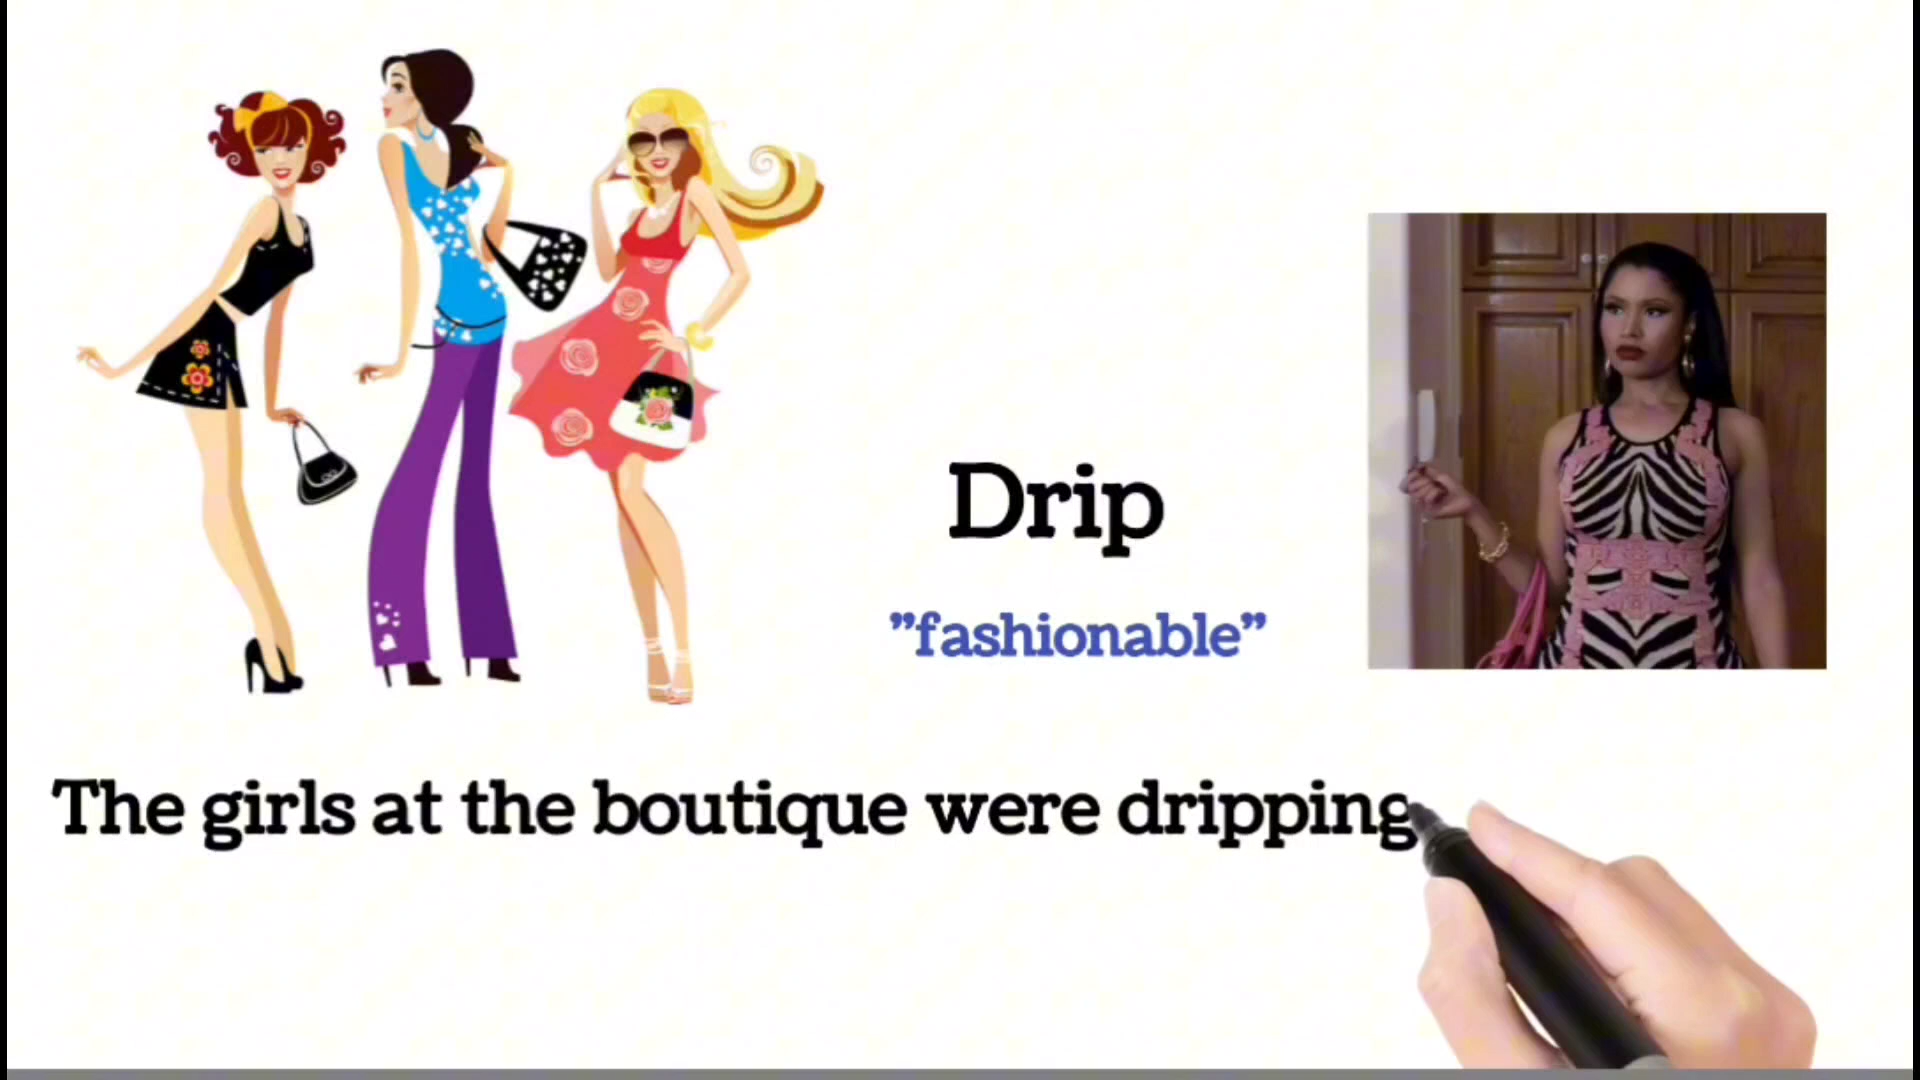 Drip
”fashionable”
The girls at the boutique were dripping